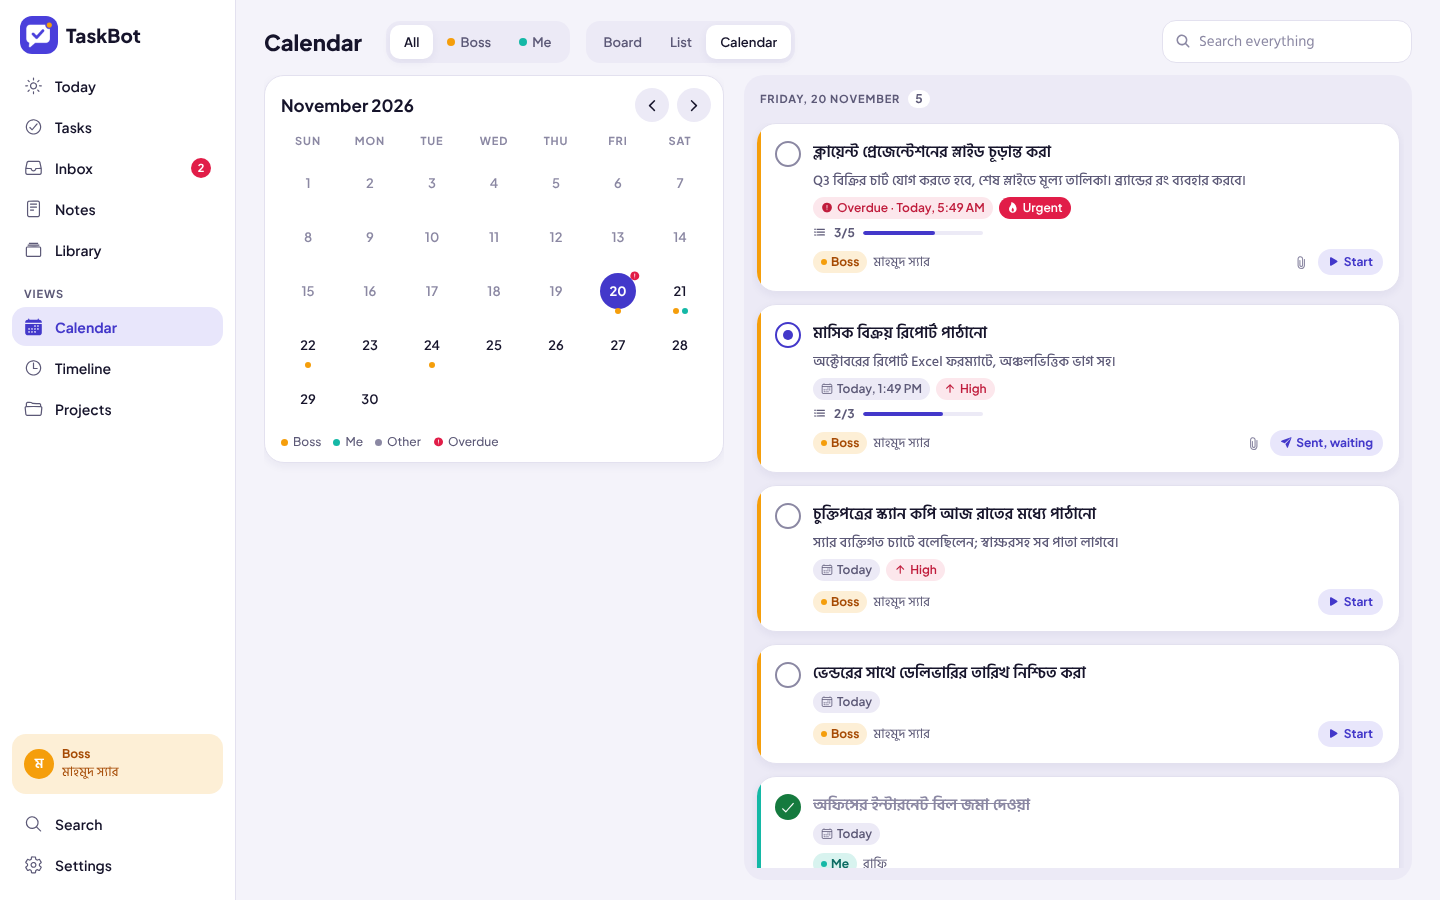 TaskBot
Today
Tasks
Inbox 2
Notes
Library
VIEWS
Calendar
Timeline
Projects
ম
Boss
মাহমুদ স্যার
Search
Settings
Calendar
All Boss Me
Board List Calendar
Search everything
November 2026
SUN MON TUE WED THU FRI SAT
1 2 3 4 5 6 7
8 9 10 11 12 13 14
15 16 17 18 19 20 21
22 23 24 25 26 27 28
29 30
Boss Me Other Overdue
FRIDAY, 20 NOVEMBER 5
ক্লায়েন্ট প্রেজেন্টেশনের স্লাইড চূড়ান্ত করা
Q3 বিক্রির চার্ট যোগ করতে হবে, শেষ স্লাইডে মূল্য তালিকা। ব্র্যান্ডের রং ব্যবহার করবে।
Overdue · Today, 5:49 AM Urgent
3/5
Boss মাহমুদ স্যার Start
মাসিক বিক্রয় রিপোর্ট পাঠানো
অক্টোবরের রিপোর্ট Excel ফরম্যাটে, অঞ্চলভিত্তিক ভাগ সহ।
Today, 1:49 PM High
2/3
Boss মাহমুদ স্যার Sent, waiting
চুক্তিপত্রের স্ক্যান কপি আজ রাতের মধ্যে পাঠানো
স্যার ব্যক্তিগত চ্যাটে বলেছিলেন; স্বাক্ষরসহ সব পাতা লাগবে।
Today High
Boss মাহমুদ স্যার Start
ভেন্ডরের সাথে ডেলিভারির তারিখ নিশ্চিত করা
Today
Boss মাহমুদ স্যার Start
অফিসের ইন্টারনেট বিল জমা দেওয়া
Today
Me রাফি